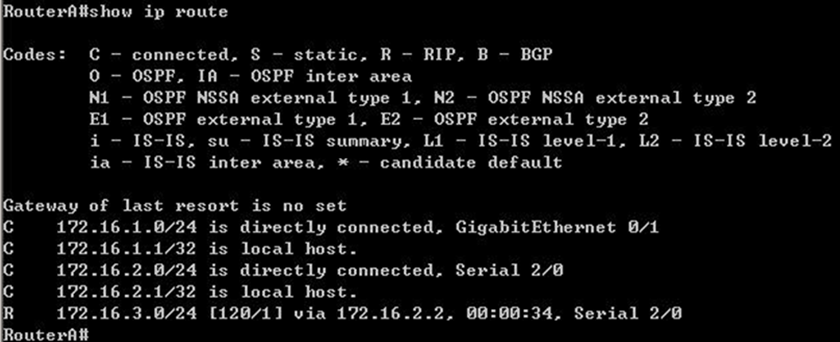 RouterA#show ip route
Codes:  C - connected, S - static, R - RIP, B - BGP
O - OSPF, IA - OSPF inter area
N1 - OSPF NSSA external type 1, N2 - OSPF NSSA external type 2
E1 - OSPF external type 1, E2 - OSPF external type 2
i - IS-IS, su - IS-IS summary, L1 - IS-IS level-1, L2 - IS-IS level-2
ia - IS-IS inter area, * - candidate default
Gateway of last resort is no set
C    172.16.1.0/24 is directly connected, GigabitEthernet 0/1
C    172.16.1.1/32 is local host.
C    172.16.2.0/24 is directly connected, Serial 2/0
C    172.16.2.1/32 is local host.
R    172.16.3.0/24 [120/1] via 172.16.2.2, 00:00:34, Serial 2/0
RouterA#